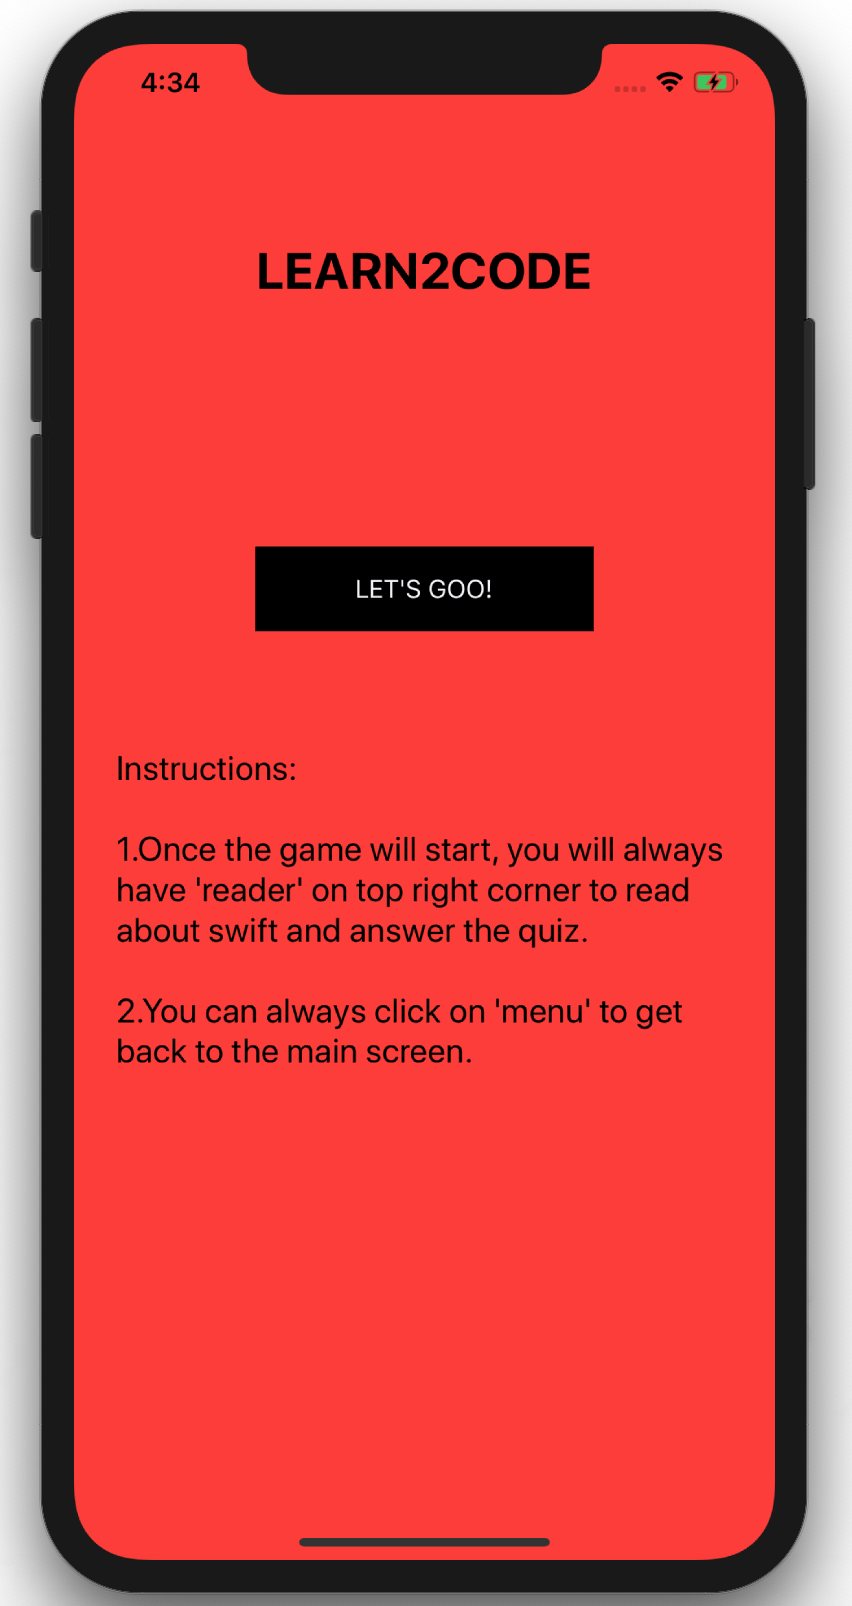 4:34
LEARN2CODE
LET'S GOO!
Instructions:
1.Once the game will start, you will always
have 'reader' on top right corner to read
about swift and answer the quiz.
2.You can always click on 'menu' to get
back to the main screen.